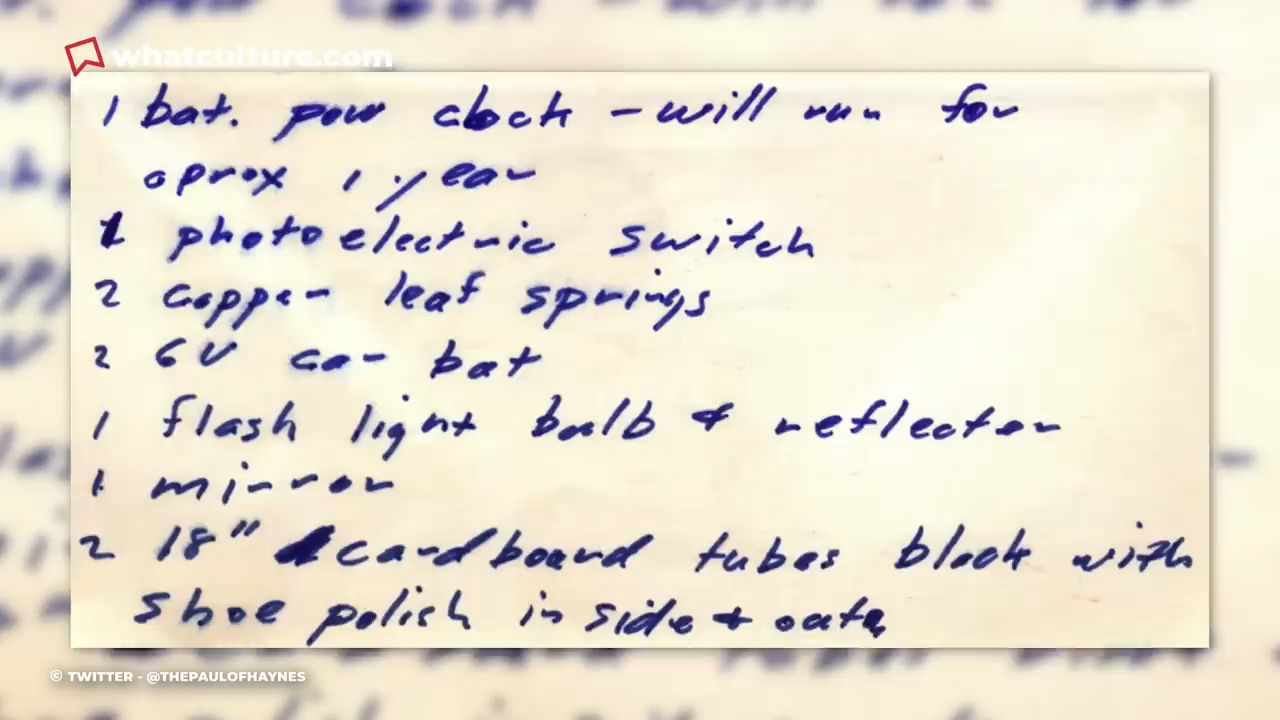 whatculture.com
1 bat. pow clock - will run for
aprox 1 year
1 photoelectric switch
2 copper leaf springs
2 6V car bat
1 flash light bulb & reflector
1 mirror
2 18" cardboard tubes black with
shoe polish in side & oute
© TWITTER - @THEPAULOFHAYNES